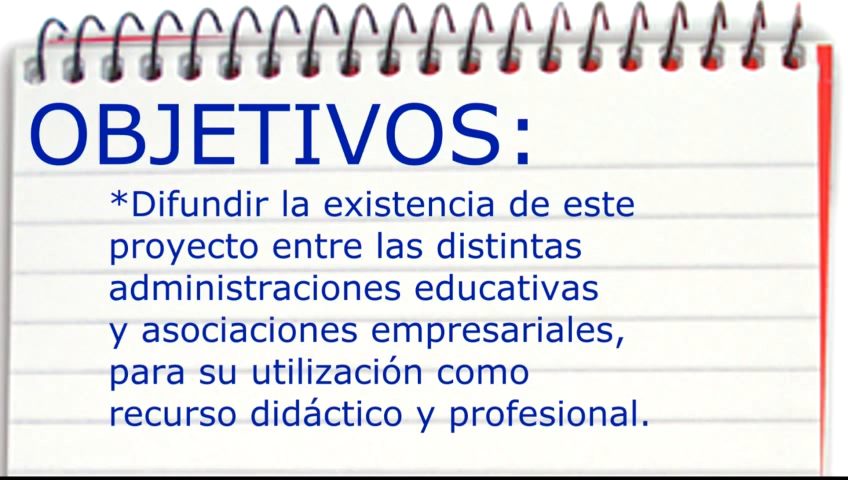 OBJETIVOS:
*Difundir la existencia de este
proyecto entre las distintas
administraciones educativas
y asociaciones empresariales,
para su utilización como
recurso didáctico y profesional.